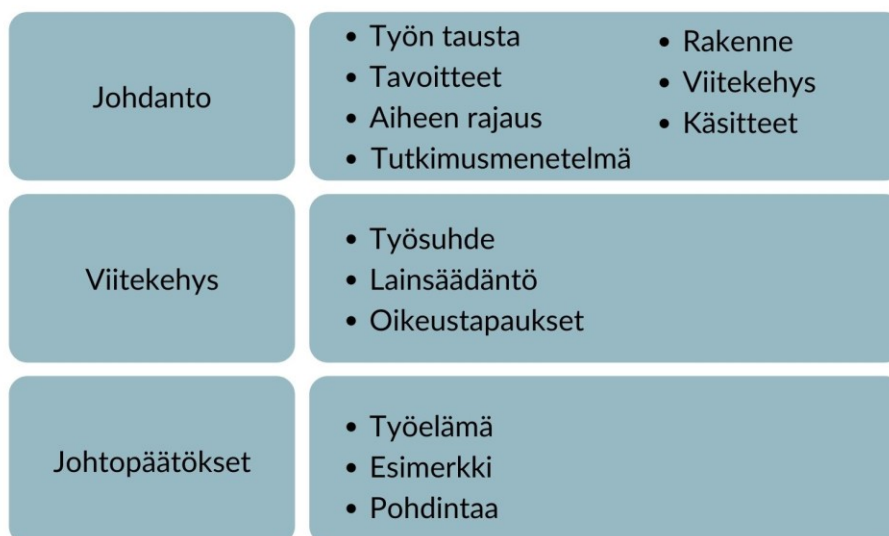 Johdanto
• Työn tausta
• Tavoitteet
• Aiheen rajaus
• Tutkimusmenetelmä
• Rakenne
• Viitekehys
• Käsitteet
Viitekehys
• Työsuhde
• Lainsäädäntö
• Oikeustapaukset
Johtopäätökset
• Työelämä
• Esimerkki
• Pohdintaa